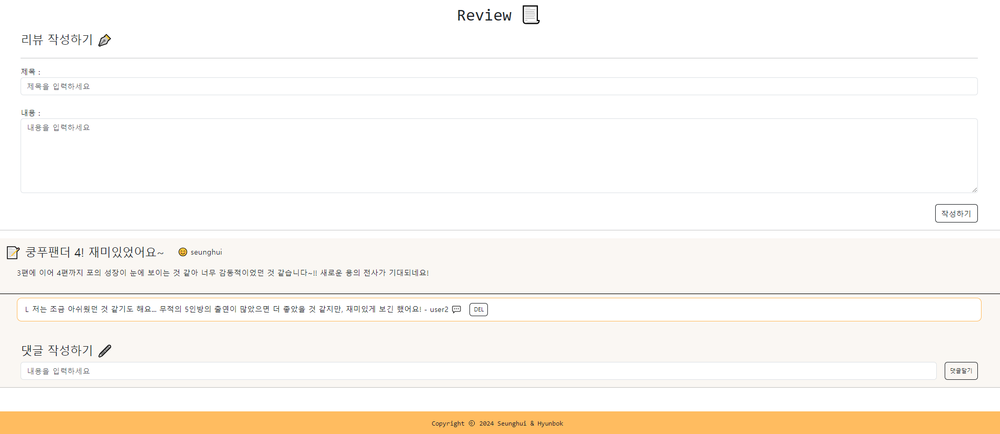 Review
리뷰 작성하기
제목 :
제목을 입력하세요
내용 :
내용을 입력하세요
작성하기
쿵푸팬더 4! 재미있었어요~ seunghui
3편에 이어 4편까지 포의 성장이 눈에 보이는 것 같아 너무 감동적이었던 것 같습니다~!! 새로운 용의 전사가 기대되네요!
L 저는 조금 아쉬웠던 것 같기도 해요... 무적의 5인방의 출연이 많았으면 더 좋았을 것 같지만, 재미있게 보긴 했어요! - user2 DEL
댓글 작성하기
내용을 입력하세요 댓글달기
Copyright © 2024 Seunghui & Hyunbok